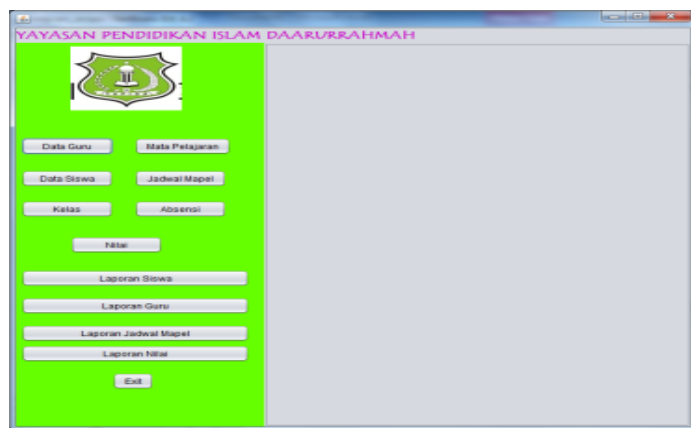 YAYASAN PENDIDIKAN ISLAM DAARURRAHMAH
Data Guru Mata Pelajaran
Data Siswa Jadwal Mapel
Kelas Absensi
Nilai
Laporan Siswa
Laporan Guru
Laporan Jadwal Mapel
Laporan Nilai
Exit